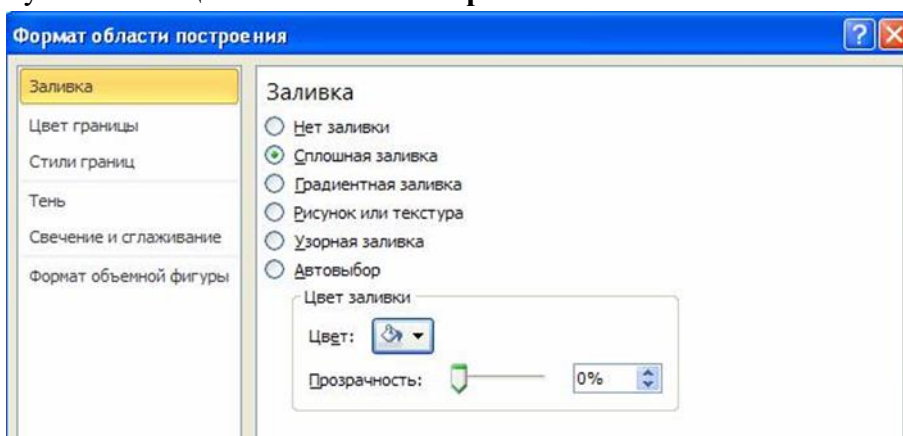 Формат области построения
Заливка
Цвет границы
Стили границ
Тень
Свечение и сглаживание
Формат объемной фигуры
Заливка
Нет заливки
Сплошная заливка
Градиентная заливка
Рисунок или текстура
Узорная заливка
Автовыбор
Цвет заливки
Цвет:
Прозрачность:
0%